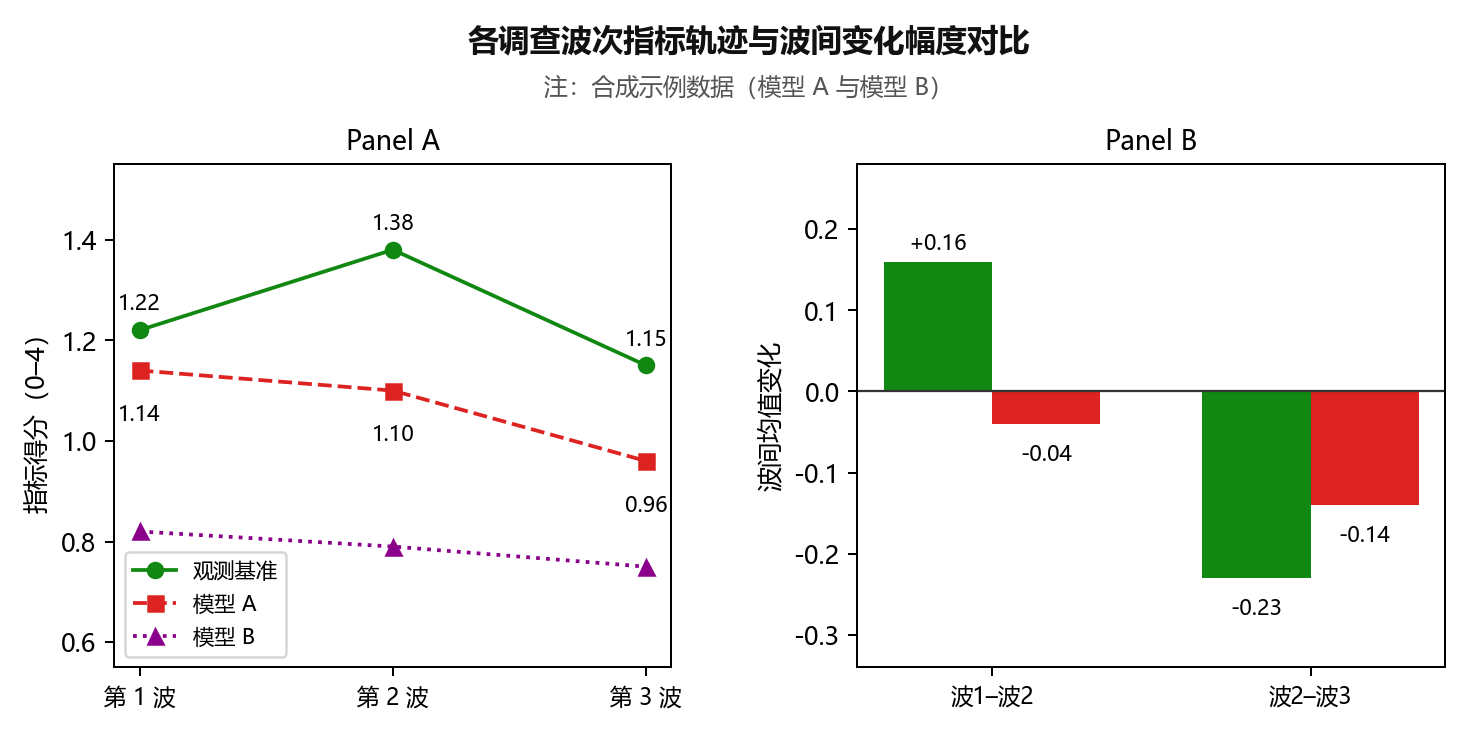 各调查波次指标轨迹与波间变化幅度对比
注：合成示例数据（模型 A 与模型 B）
Panel A
指标得分（0–4）
1.4
1.2
1.0
0.8
0.6
1.22
1.38
1.15
1.14
1.10
0.96
观测基准
模型 A
模型 B
第 1 波
第 2 波
第 3 波
Panel B
波间均值变化
0.2
0.1
0.0
-0.1
-0.2
-0.3
+0.16
-0.04
-0.23
-0.14
波1–波2
波2–波3